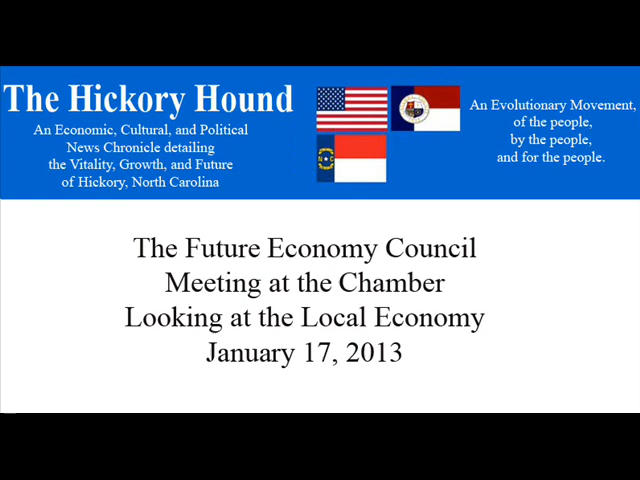 The Hickory Hound
An Economic, Cultural, and Political
News Chronicle detailing
the Vitality, Growth, and Future
of Hickory, North Carolina
An Evolutionary Movement,
of the people,
by the people,
and for the people.
The Future Economy Council
Meeting at the Chamber
Looking at the Local Economy
January 17, 2013